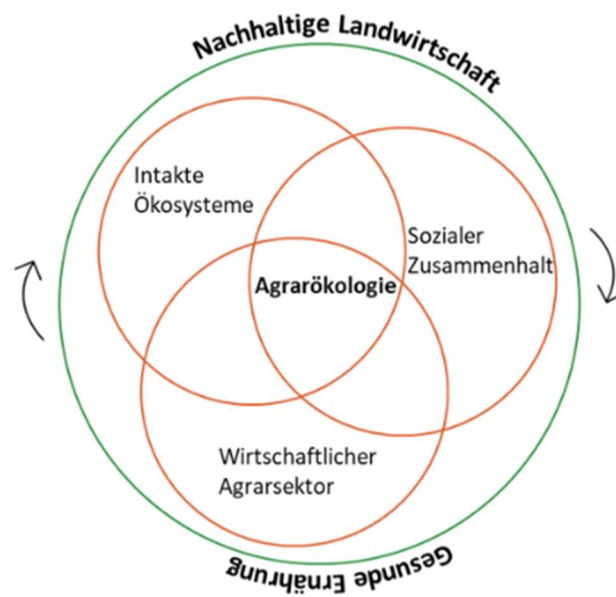 Nachhaltige Landwirtschaft
Intakte
Ökosysteme
Sozialer
Zusammenhalt
Agrarökologie
Wirtschaftlicher
Agrarsektor
Gesunde Ernährung